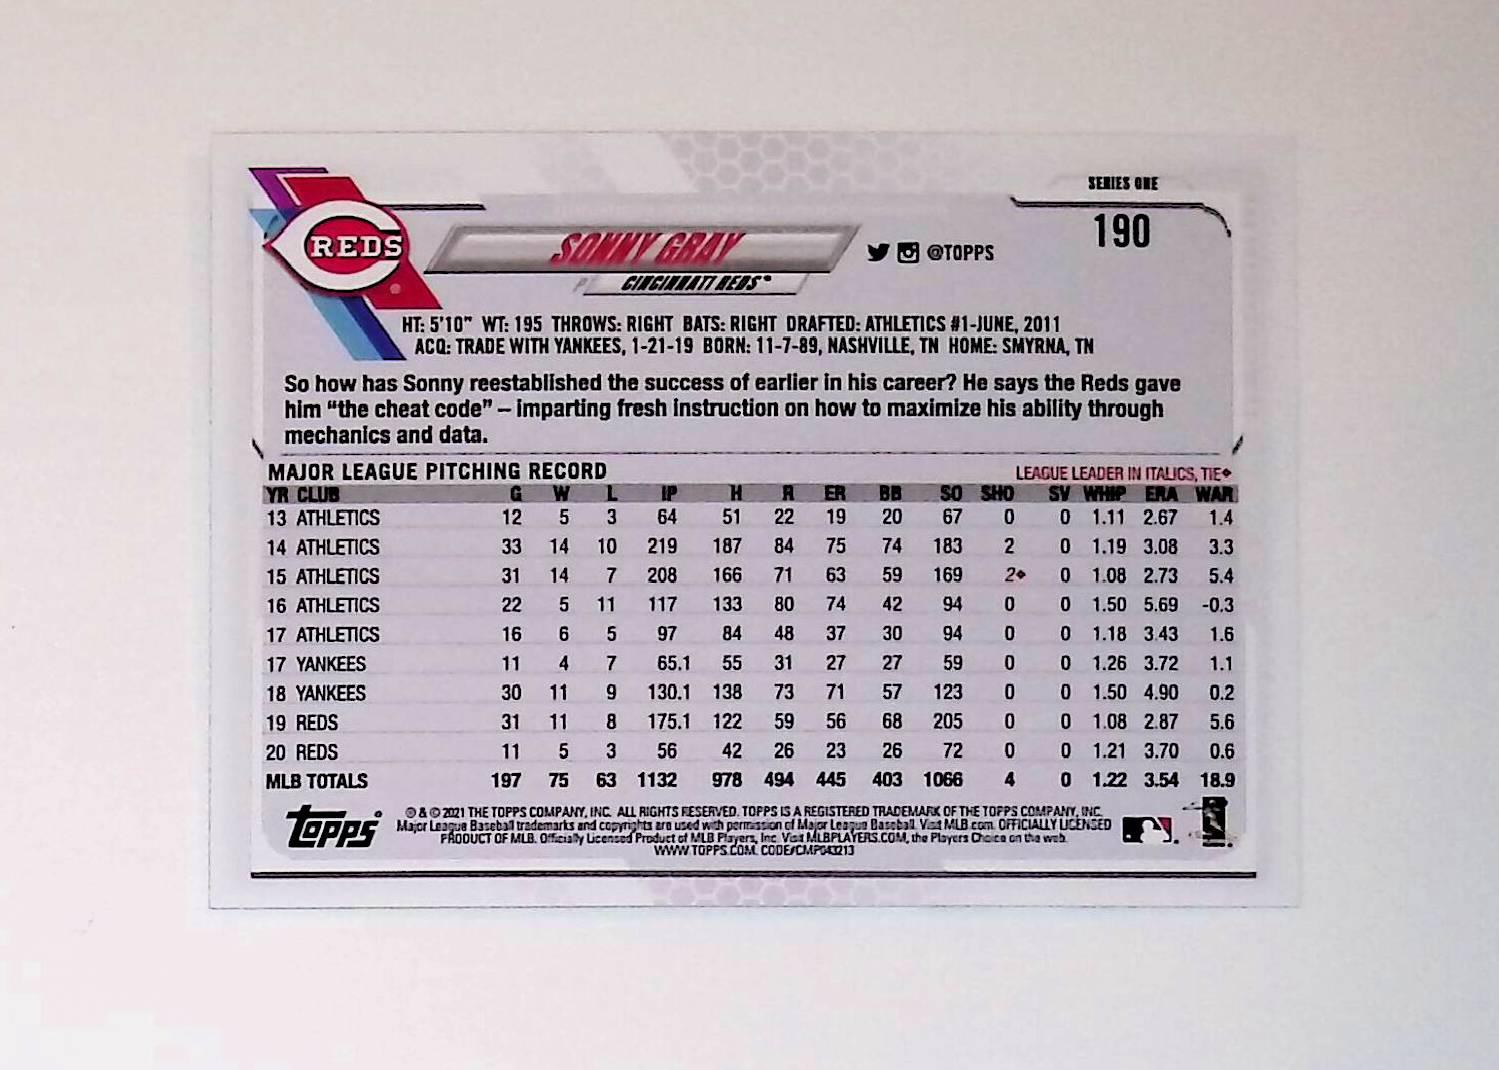 SERIES ONE
190
REDS
SONNY GRAY
@TOPPS
P CINCINNATI REDS®
HT: 5'10" WT: 195 THROWS: RIGHT BATS: RIGHT DRAFTED: ATHLETICS #1-JUNE, 2011
ACQ: TRADE WITH YANKEES, 1-21-19 BORN: 11-7-89, NASHVILLE, TN HOME: SMYRNA, TN
So how has Sonny reestablished the success of earlier in his career? He says the Reds gave
him “the cheat code” – imparting fresh instruction on how to maximize his ability through
mechanics and data.
MAJOR LEAGUE PITCHING RECORD LEAGUE LEADER IN ITALICS, TIE◆
YR CLUB G W L IP H R ER BB SO SHO SV WHIP ERA WAR
13 ATHLETICS 12 5 3 64 51 22 19 20 67 0 0 1.11 2.67 1.4
14 ATHLETICS 33 14 10 219 187 84 75 74 183 2 0 1.19 3.08 3.3
15 ATHLETICS 31 14 7 208 166 71 63 59 169 2◆ 0 1.08 2.73 5.4
16 ATHLETICS 22 5 11 117 133 80 74 42 94 0 0 1.50 5.69 -0.3
17 ATHLETICS 16 6 5 97 84 48 37 30 94 0 0 1.18 3.43 1.6
17 YANKEES 11 4 7 65.1 55 31 27 27 59 0 0 1.26 3.72 1.1
18 YANKEES 30 11 9 130.1 138 73 71 57 123 0 0 1.50 4.90 0.2
19 REDS 31 11 8 175.1 122 59 56 68 205 0 0 1.08 2.87 5.6
20 REDS 11 5 3 56 42 26 23 26 72 0 0 1.21 3.70 0.6
MLB TOTALS 197 75 63 1132 978 494 445 403 1066 4 0 1.22 3.54 18.9
Topps
® & © 2021 THE TOPPS COMPANY, INC. ALL RIGHTS RESERVED. TOPPS IS A REGISTERED TRADEMARK OF THE TOPPS COMPANY, INC.
Major League Baseball trademarks and copyrights are used with permission of Major League Baseball. Visit MLB.com. OFFICIALLY LICENSED
PRODUCT OF MLB. Officially Licensed Product of MLB Players, Inc. Visit MLBPLAYERS.COM, the Players Choice on the web.
WWW.TOPPS.COM. CODE#CMP043213